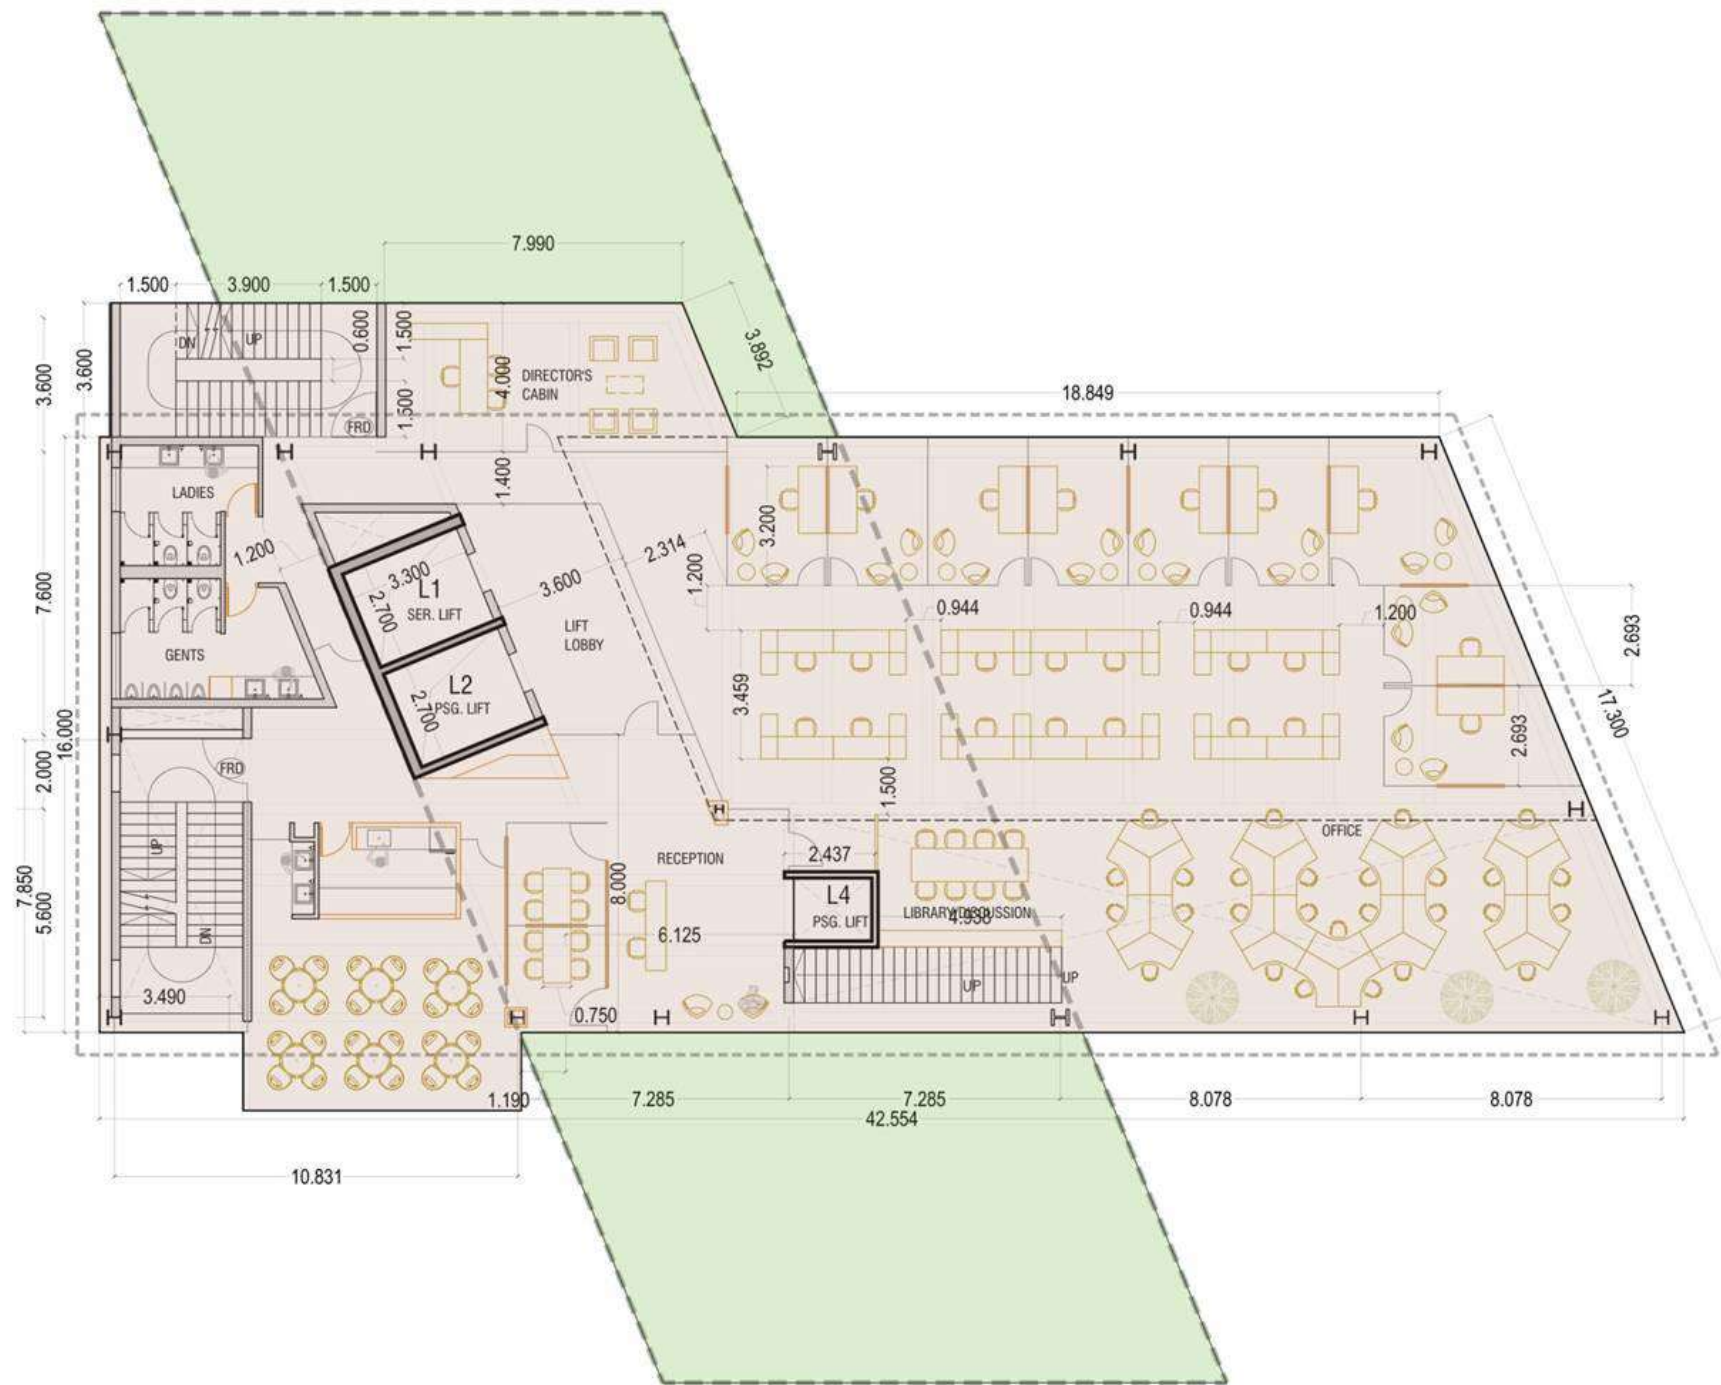 7.990
1.500
3.900
1.500
DN
UP
0.600
1.500
3.892
3.600
3.600
4.000
DIRECTOR'S
CABIN
1.500
18.849
FRD
1.400
LADIES
3.200
1.200
2.314
3.300
L1
SER. LIFT
2.700
3.600
1.200
7.600
0.944
0.944
1.200
LIFT
LOBBY
2.693
GENTS
3.459
L2
PSG. LIFT
2.700
17.300
16.000
2.693
FRD
2.000
1.500
OFFICE
UP
RECEPTION
2.437
7.850
8.000
L4
PSG. LIFT
LIBRARY/DISCUSSION
4.938
5.600
DN
6.125
UP
UP
3.490
0.750
1.190
7.285
7.285
8.078
8.078
42.554
10.831